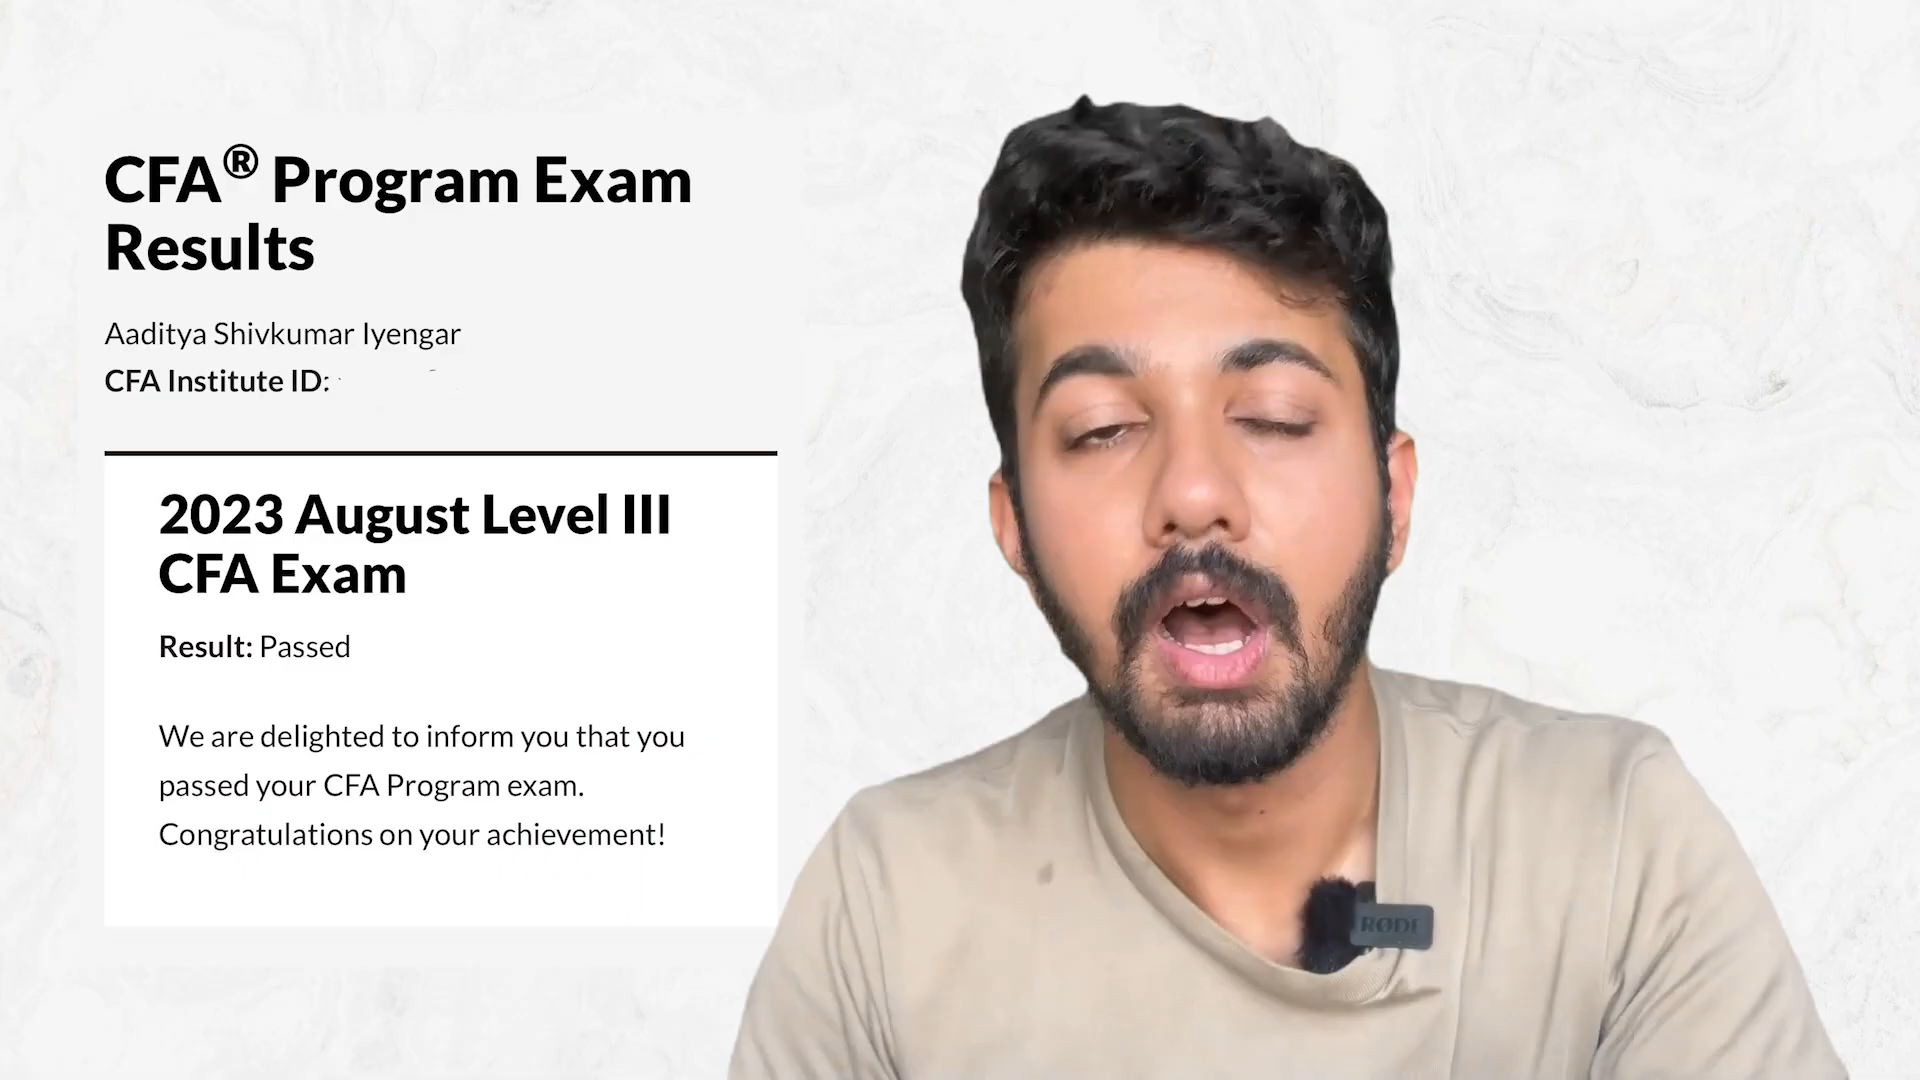 CFA® Program Exam
Results
Aaditya Shivkumar Iyengar
CFA Institute ID:
2023 August Level III
CFA Exam
Result: Passed
We are delighted to inform you that you
passed your CFA Program exam.
Congratulations on your achievement!
RØDE